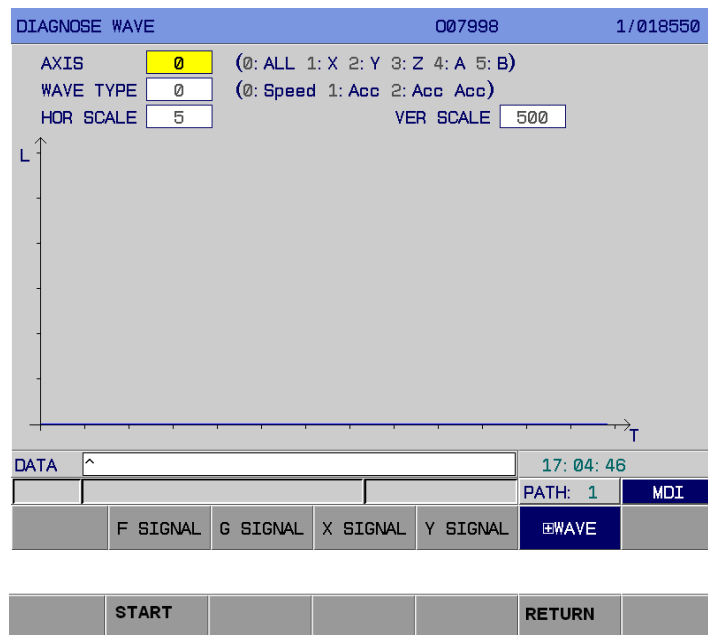 DIAGNOSE WAVE O07998 1/018550
AXIS 0 (0: ALL 1: X 2: Y 3: Z 4: A 5: B)
WAVE TYPE 0 (0: Speed 1: Acc 2: Acc Acc)
HOR SCALE 5 VER SCALE 500
L
T
DATA ^ 17: 04: 46
PATH: 1 MDI
F SIGNAL G SIGNAL X SIGNAL Y SIGNAL ⊞WAVE
START RETURN